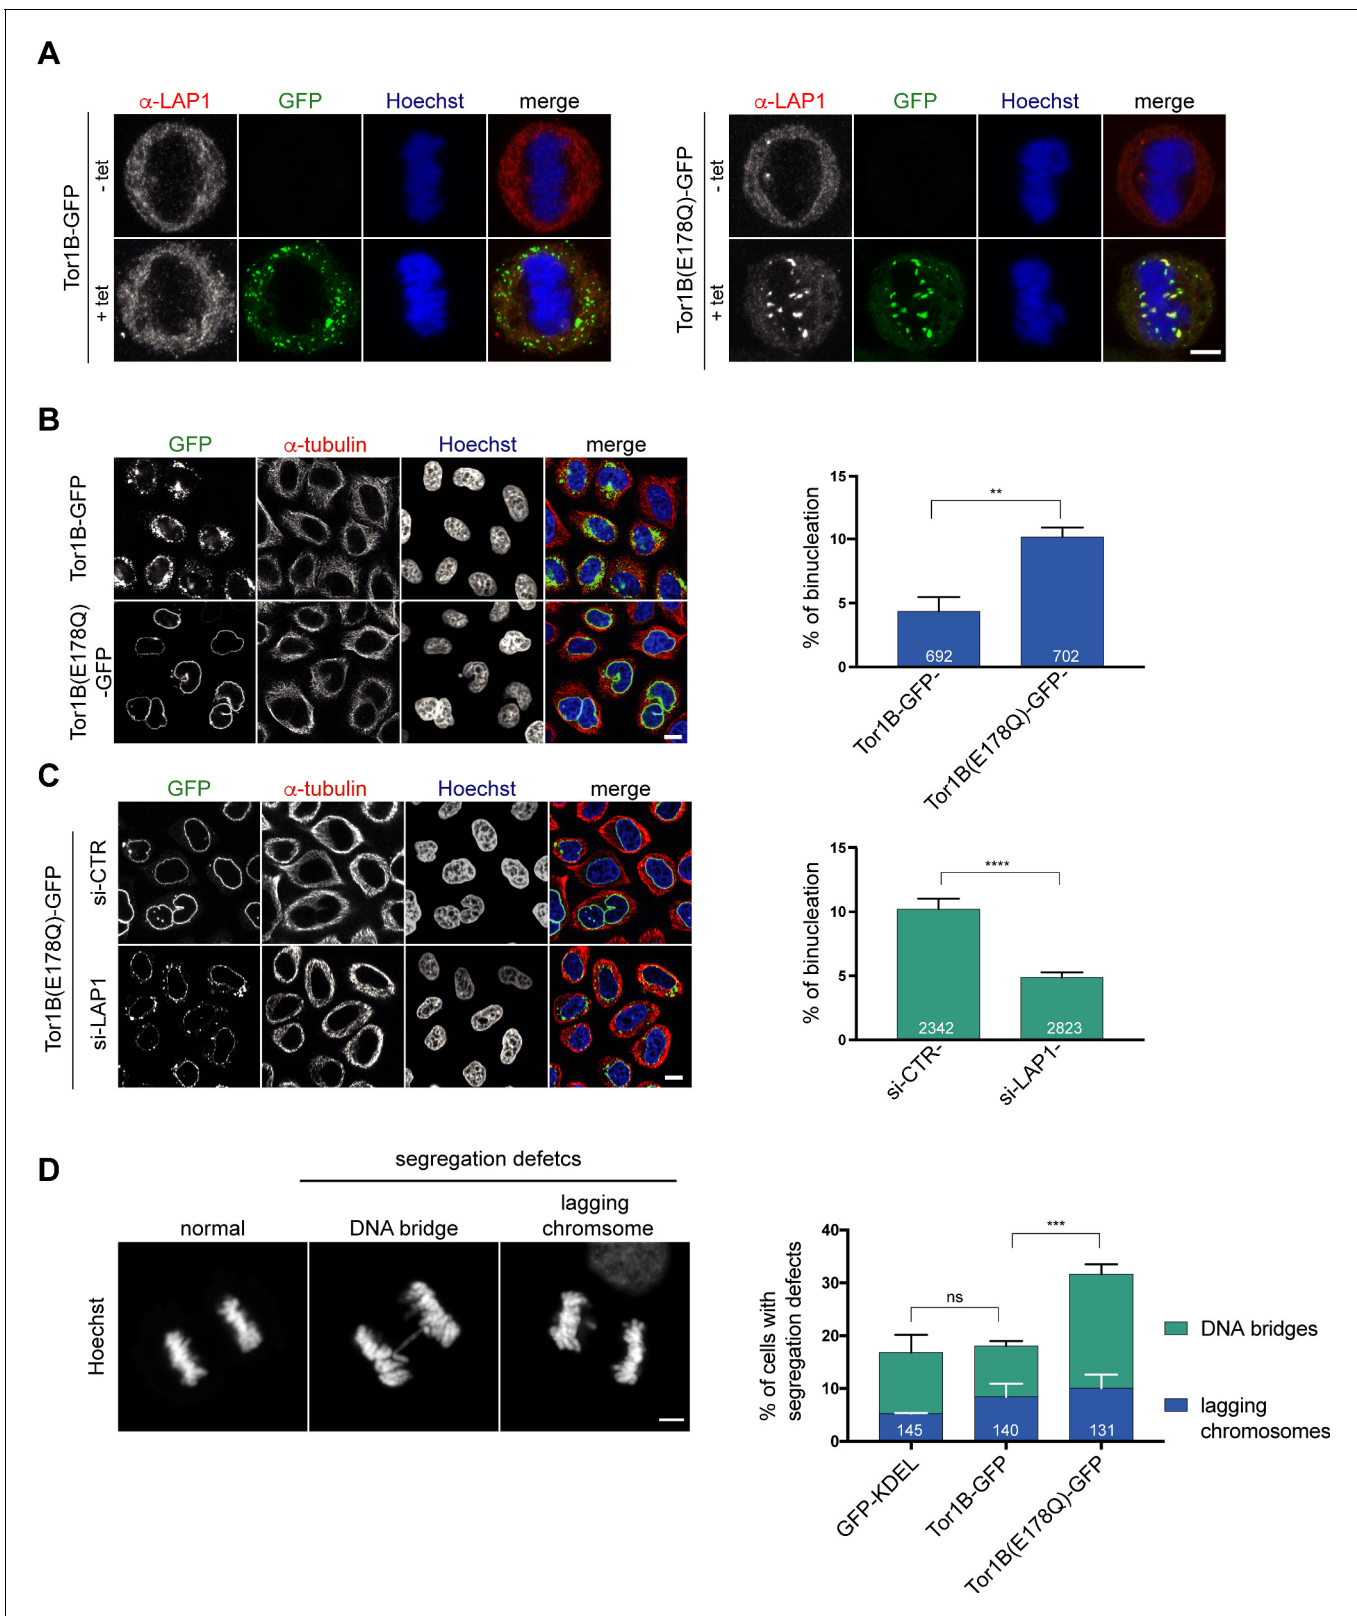 A
α-LAP1 GFP Hoechst merge
Tor1B-GFP
- tet
+ tet
α-LAP1 GFP Hoechst merge
Tor1B(E178Q)-GFP
- tet
+ tet
B
GFP α-tubulin Hoechst merge
Tor1B-GFP
Tor1B(E178Q)
-GFP
% of binucleation
15
10
5
0
**
692 702
Tor1B-GFP-
Tor1B(E178Q)-GFP-
C
GFP α-tubulin Hoechst merge
Tor1B(E178Q)-GFP
si-CTR
si-LAP1
% of binucleation
15
10
5
0
****
2342 2823
si-CTR-
si-LAP1-
D
segregation defetcs
normal DNA bridge lagging
chromsome
Hoechst
% of cells with
segregation defects
40
30
20
10
0
ns
***
145 140 131
GFP-KDEL
Tor1B-GFP
Tor1B(E178Q)-GFP
DNA bridges
lagging
chromosomes